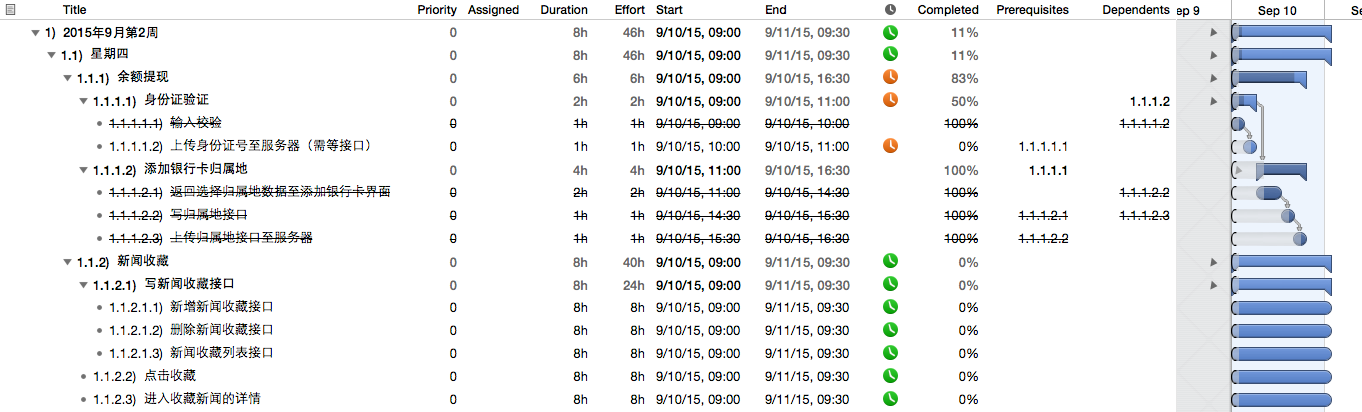 Title Priority Assigned Duration Effort Start End Completed Prerequisites Dependents ep 9 Sep 10 Se
1) 2015年9月第2周 0 8h 46h 9/10/15, 09:00 9/11/15, 09:30 11%
1.1) 星期四 0 8h 46h 9/10/15, 09:00 9/11/15, 09:30 11%
1.1.1) 余额提现 0 6h 6h 9/10/15, 09:00 9/10/15, 16:30 83%
1.1.1.1) 身份证验证 0 2h 2h 9/10/15, 09:00 9/10/15, 11:00 50% 1.1.1.2
1.1.1.1.1) 输入校验 0 1h 1h 9/10/15, 09:00 9/10/15, 10:00 100% 1.1.1.1.2
1.1.1.1.2) 上传身份证号至服务器（需等接口） 0 1h 1h 9/10/15, 10:00 9/10/15, 11:00 0% 1.1.1.1.1
1.1.1.2) 添加银行卡归属地 0 4h 4h 9/10/15, 11:00 9/10/15, 16:30 100% 1.1.1.1
1.1.1.2.1) 返回选择归属地数据至添加银行卡界面 0 2h 2h 9/10/15, 11:00 9/10/15, 14:30 100% 1.1.1.2.2
1.1.1.2.2) 写归属地接口 0 1h 1h 9/10/15, 14:30 9/10/15, 15:30 100% 1.1.1.2.1 1.1.1.2.3
1.1.1.2.3) 上传归属地接口至服务器 0 1h 1h 9/10/15, 15:30 9/10/15, 16:30 100% 1.1.1.2.2
1.1.2) 新闻收藏 0 8h 40h 9/10/15, 09:00 9/11/15, 09:30 0%
1.1.2.1) 写新闻收藏接口 0 8h 24h 9/10/15, 09:00 9/11/15, 09:30 0%
1.1.2.1.1) 新增新闻收藏接口 0 8h 8h 9/10/15, 09:00 9/11/15, 09:30 0%
1.1.2.1.2) 删除新闻收藏接口 0 8h 8h 9/10/15, 09:00 9/11/15, 09:30 0%
1.1.2.1.3) 新闻收藏列表接口 0 8h 8h 9/10/15, 09:00 9/11/15, 09:30 0%
1.1.2.2) 点击收藏 0 8h 8h 9/10/15, 09:00 9/11/15, 09:30 0%
1.1.2.3) 进入收藏新闻的详情 0 8h 8h 9/10/15, 09:00 9/11/15, 09:30 0%